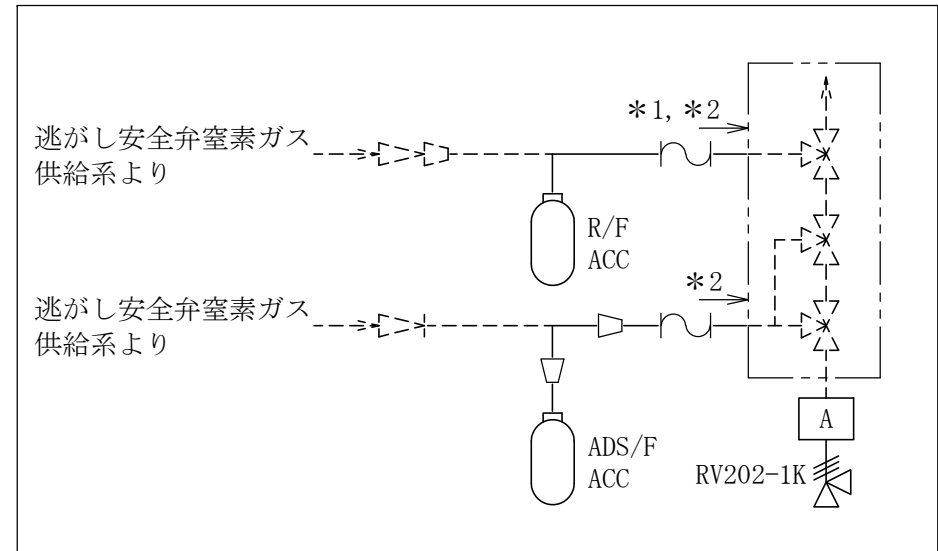 *1, *2
逃がし安全弁窒素ガス
供給系より
R/F
ACC
*2
逃がし安全弁窒素ガス
供給系より
A
ADS/F
ACC
RV202-1K